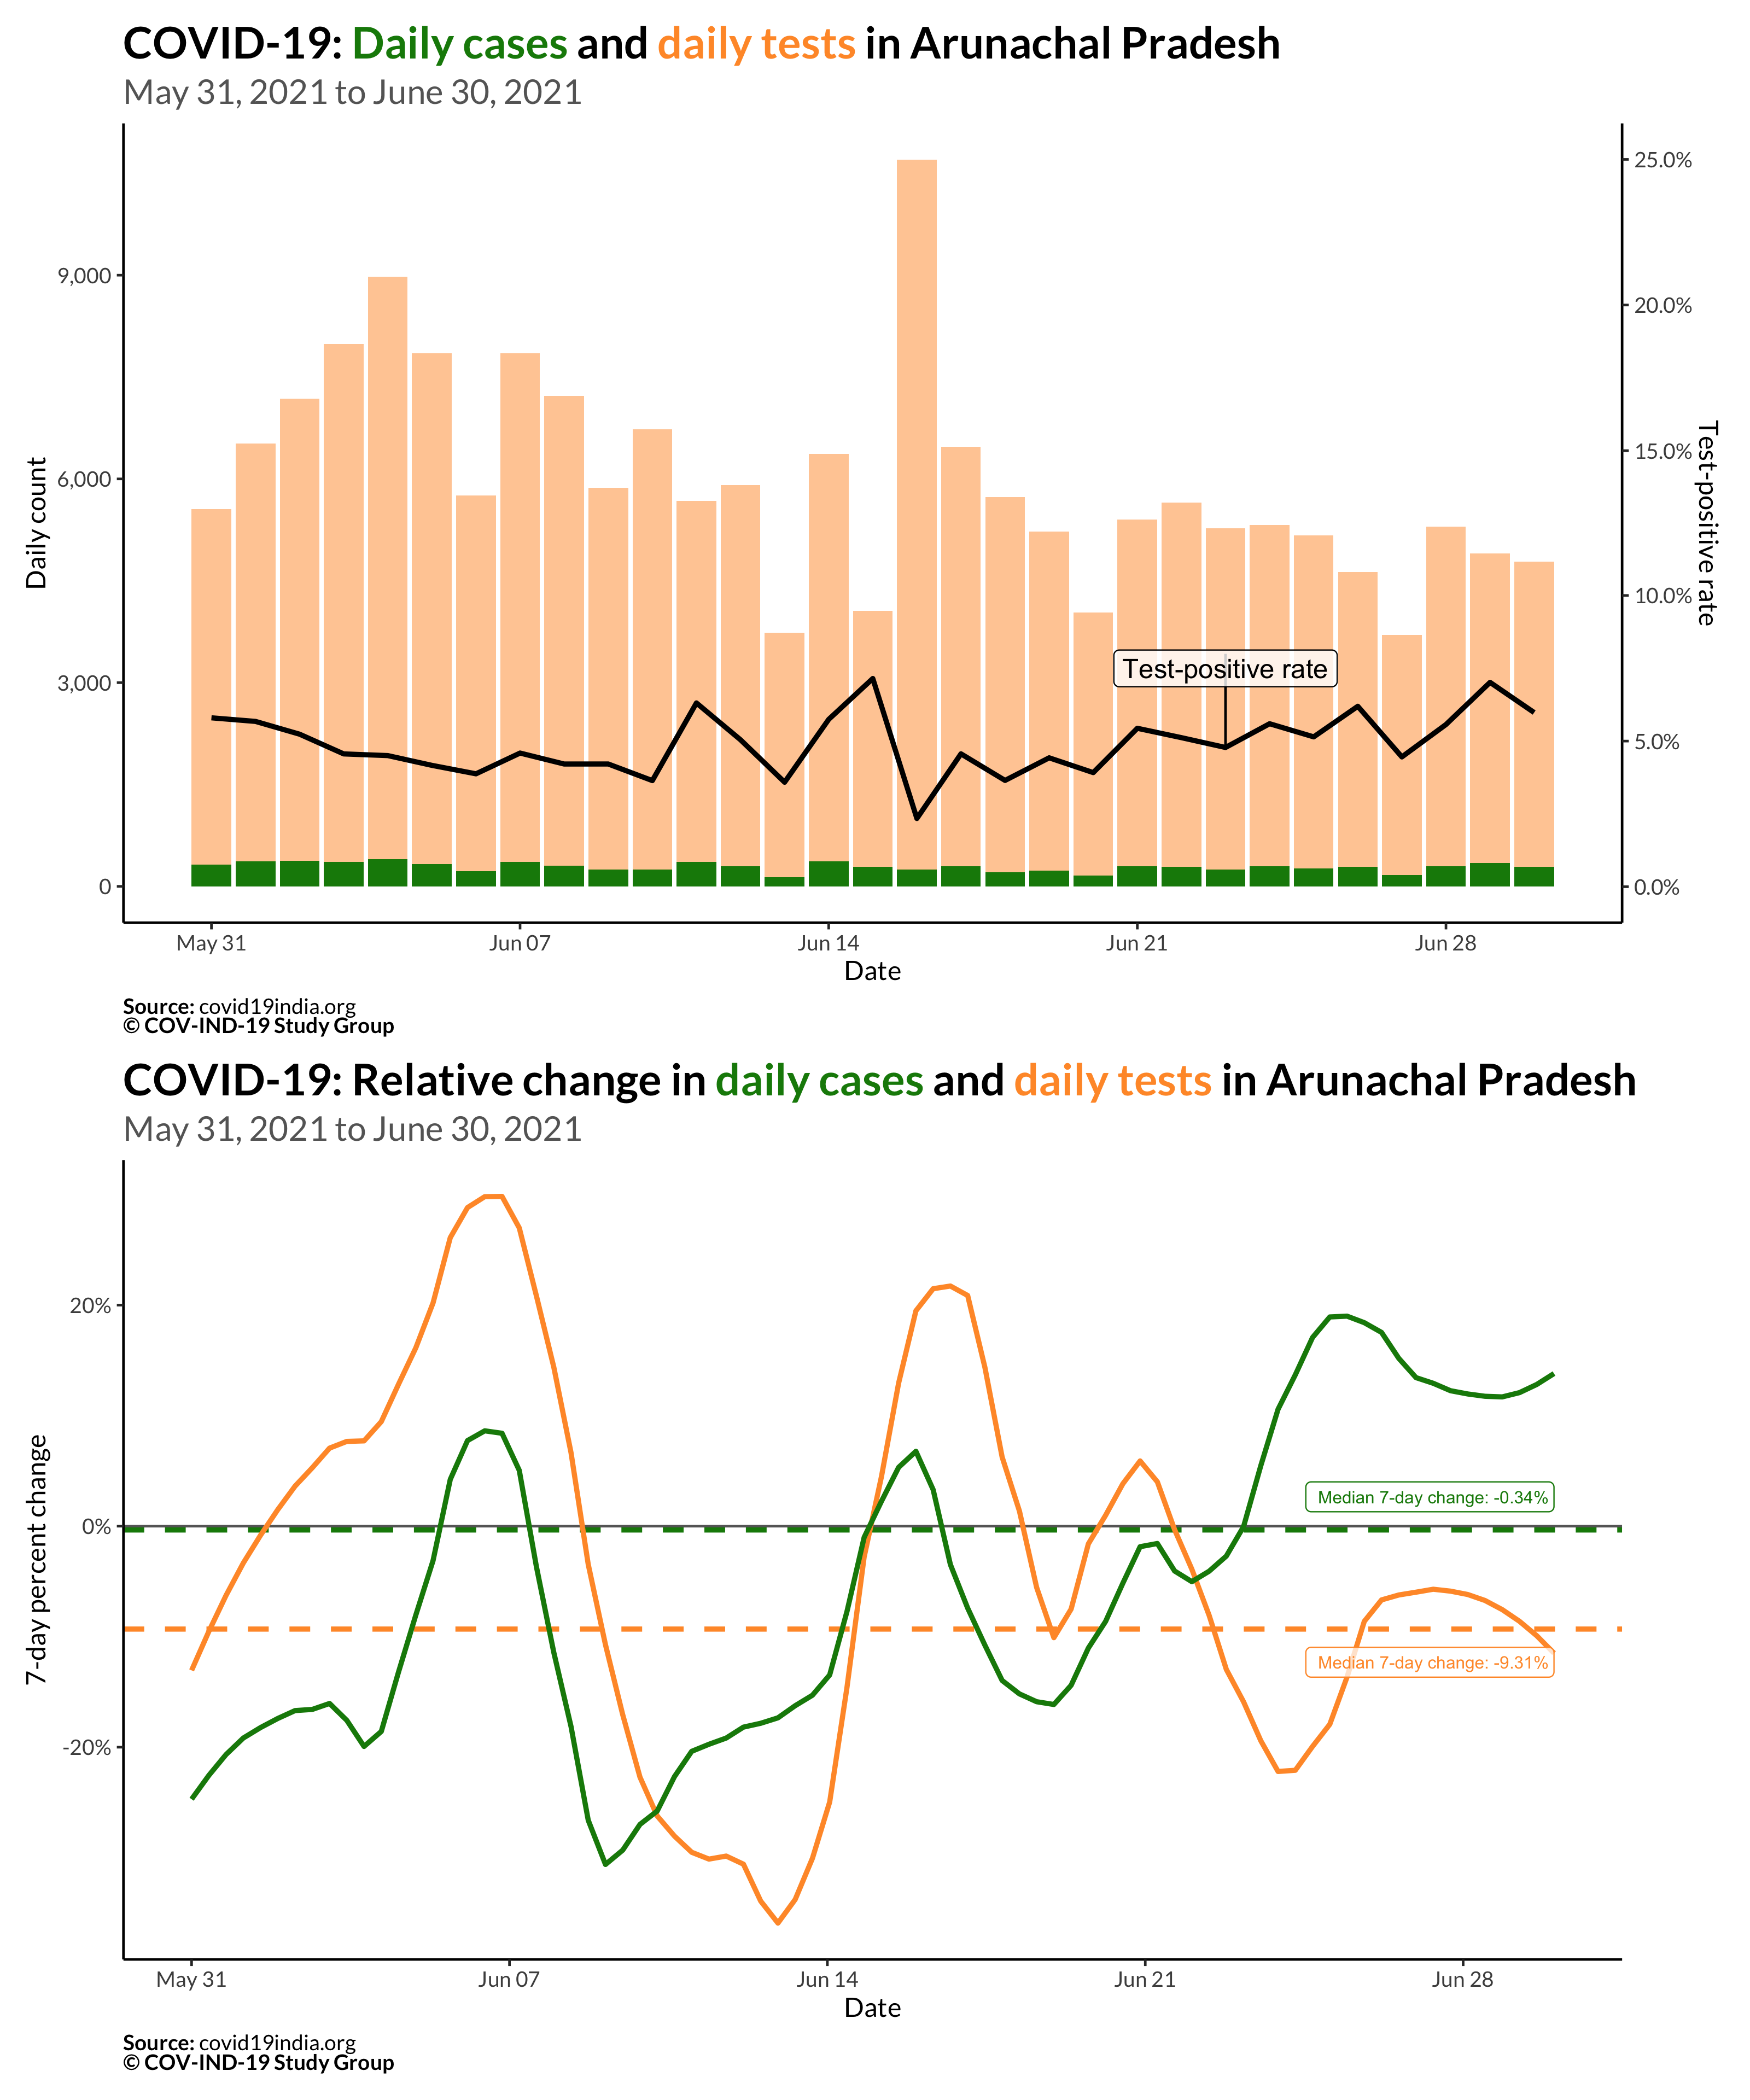 COVID-19: Daily cases and daily tests in Arunachal Pradesh
May 31, 2021 to June 30, 2021
25.0%
20.0%
15.0%
10.0%
5.0%
0.0%
Test-positive rate
9,000
6,000
3,000
0
Daily count
Test-positive rate
May 31 Jun 07 Jun 14 Jun 21 Jun 28
Date
Source: covid19india.org
© COV-IND-19 Study Group
COVID-19: Relative change in daily cases and daily tests in Arunachal Pradesh
May 31, 2021 to June 30, 2021
20%
0%
-20%
7-day percent change
Median 7-day change: -0.34%
Median 7-day change: -9.31%
May 31 Jun 07 Jun 14 Jun 21 Jun 28
Date
Source: covid19india.org
© COV-IND-19 Study Group